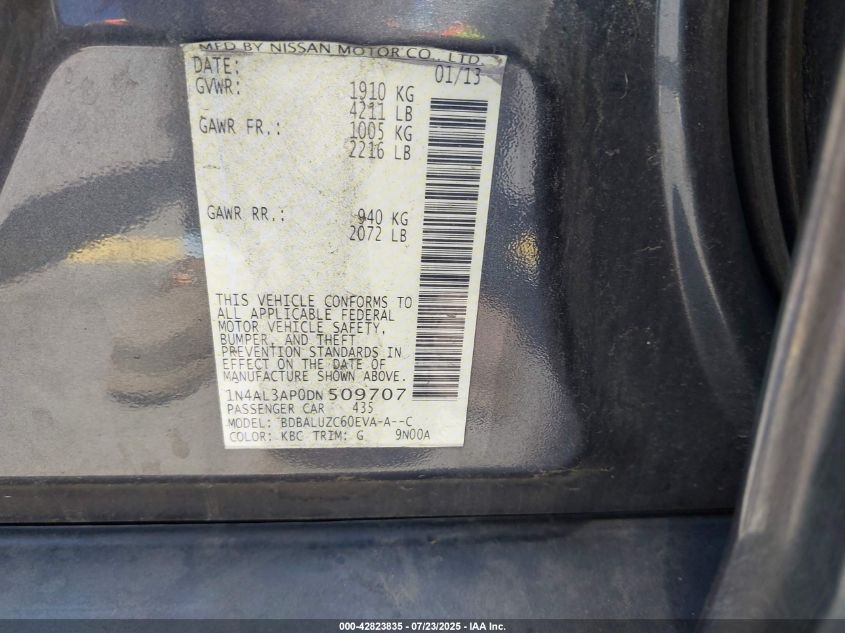 MFD BY NISSAN MOTOR CO., LTD.
DATE: 01/13
GVWR: 1910 KG
4211 LB
GAWR FR.: 1005 KG
2216 LB
GAWR RR.: 940 KG
2072 LB
THIS VEHICLE CONFORMS TO
ALL APPLICABLE FEDERAL
MOTOR VEHICLE SAFETY,
BUMPER, AND THEFT
PREVENTION STANDARDS IN
EFFECT ON THE DATE OF
MANUFACTURE SHOWN ABOVE.
1N4AL3AP0DN509707
PASSENGER CAR 435
MODEL: BDBALUZC60EVA-A--C
COLOR: KBC TRIM: G 9N00A
000-42823835 - 07/23/2025 - IAA Inc.